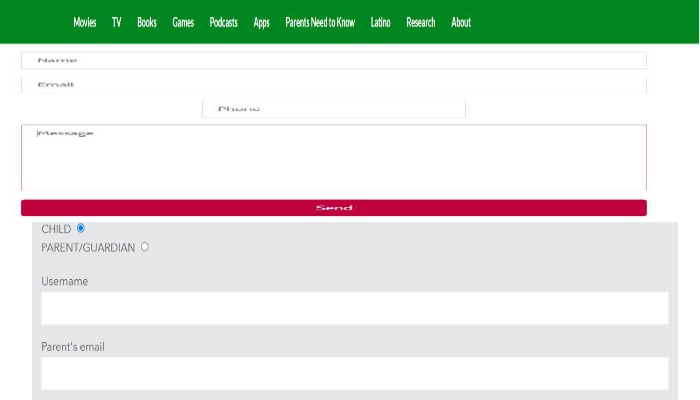 Movies TV Books Games Podcasts Apps Parents Need to Know Latino Research About
Name
Email
Phone
Message
Send
CHILD
PARENT/GUARDIAN
Username
Parent's email